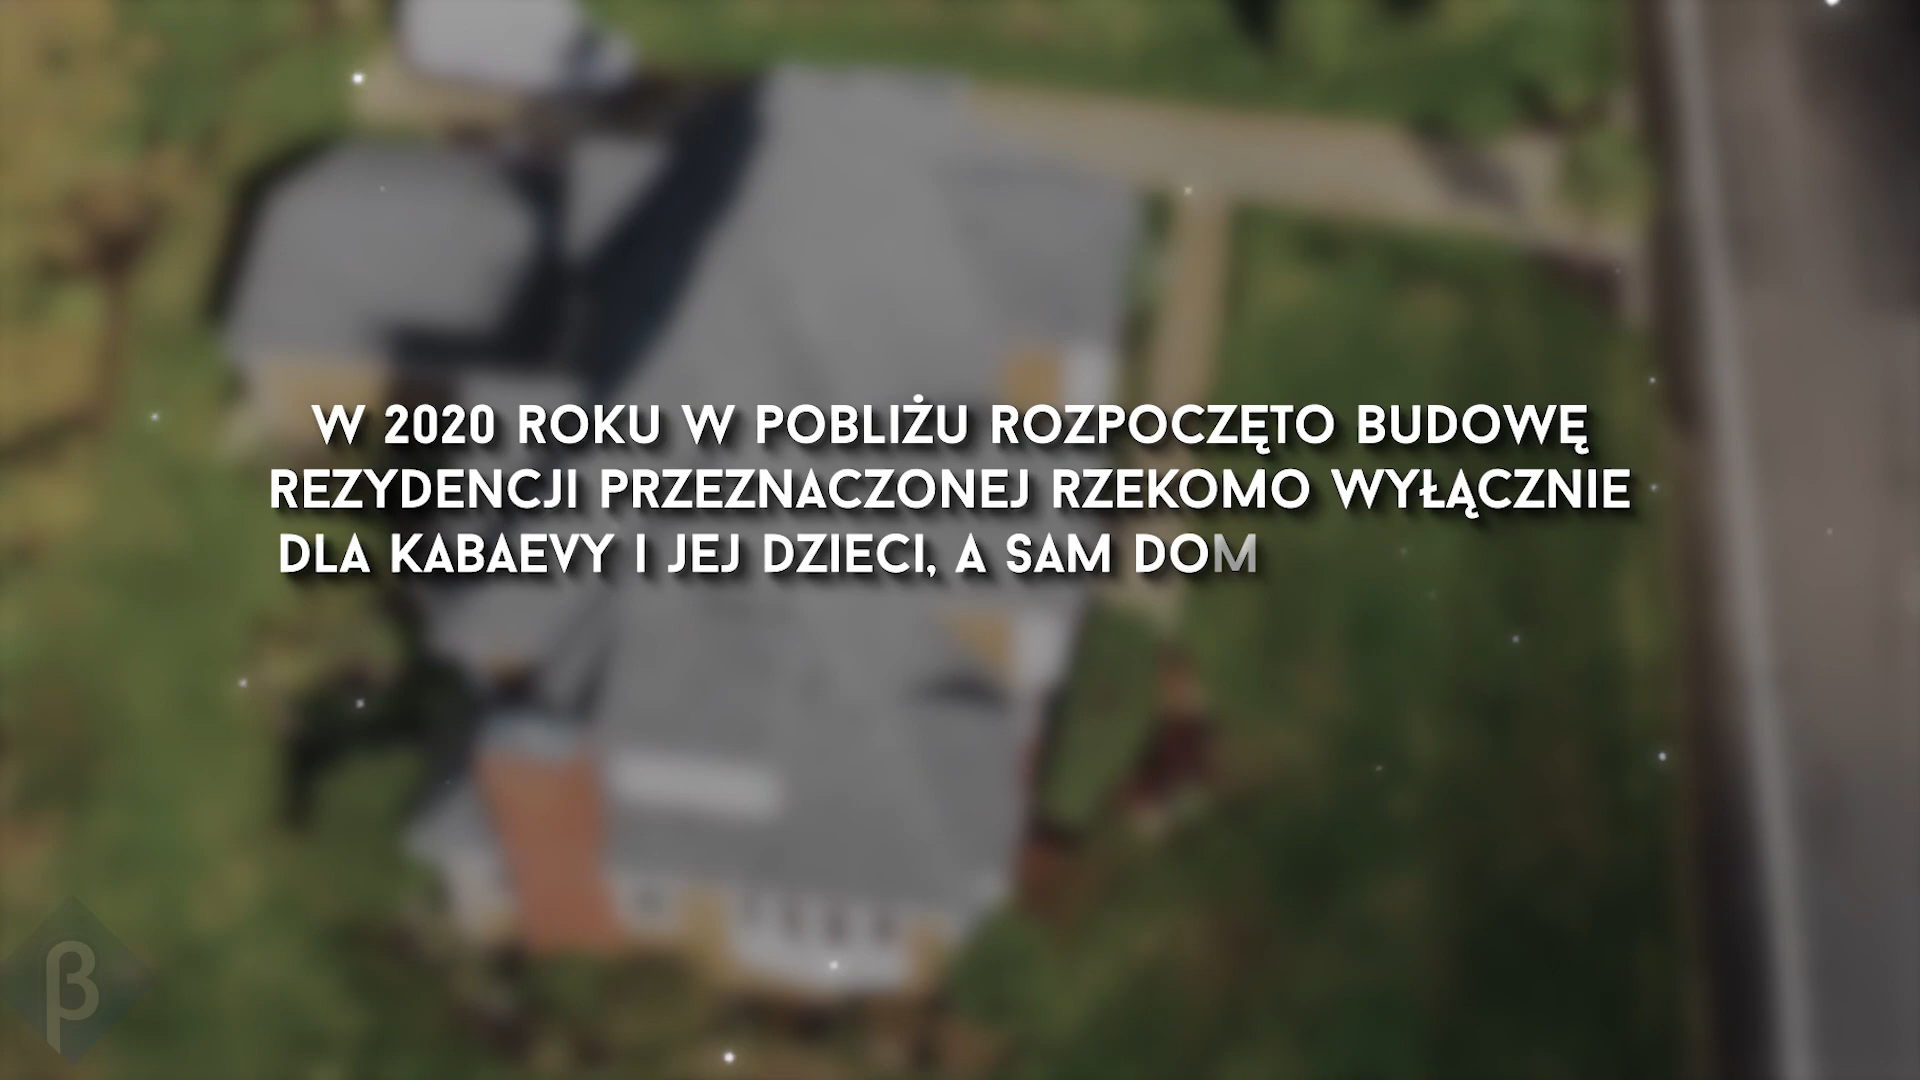 W 2020 ROKU W POBLIŻU ROZPOCZĘTO BUDOWĘ
REZYDENCJI PRZEZNACZONEJ RZEKOMO WYŁĄCZNIE
DLA KABAEVY I JEJ DZIECI, A SAM DOM
β